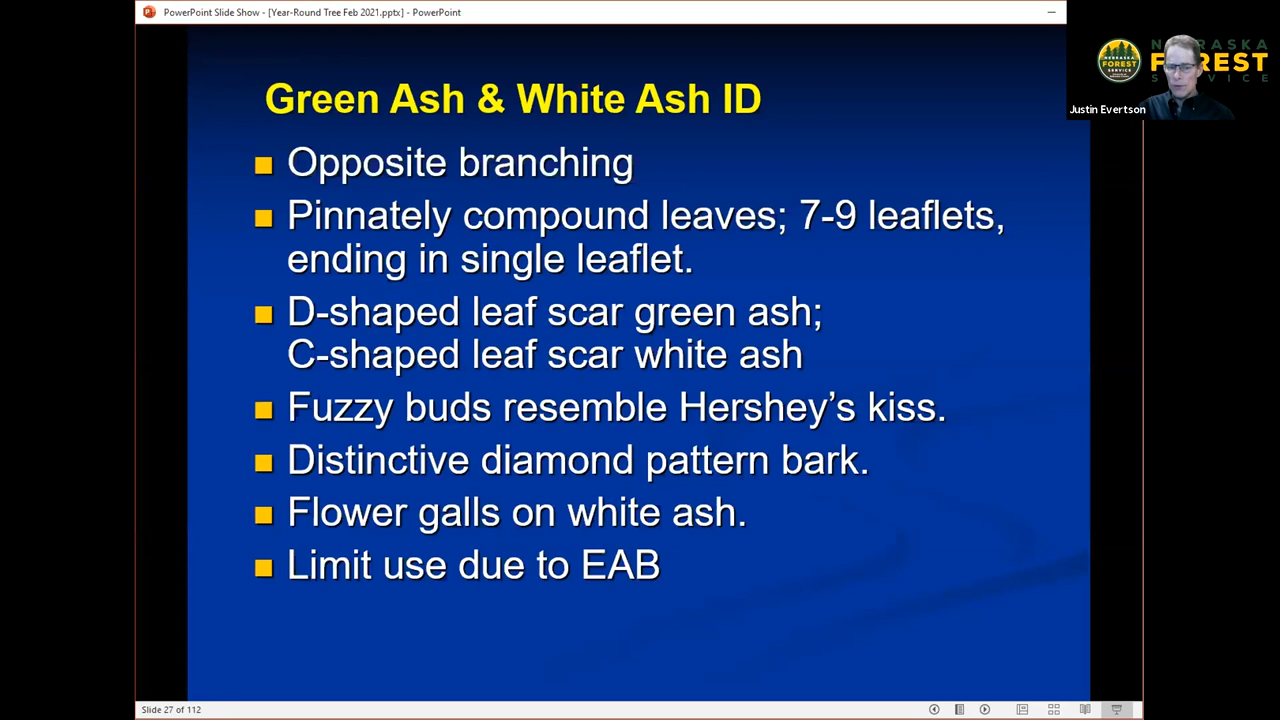 PowerPoint Slide Show - [Year-Round Tree Feb 2021.pptx] - PowerPoint
Green Ash & White Ash ID
Opposite branching
Pinnately compound leaves; 7-9 leaflets,
ending in single leaflet.
D-shaped leaf scar green ash;
C-shaped leaf scar white ash
Fuzzy buds resemble Hershey’s kiss.
Distinctive diamond pattern bark.
Flower galls on white ash.
Limit use due to EAB
Slide 27 of 112
NEBRASKA
FOREST
SERVICE
Justin Evertson